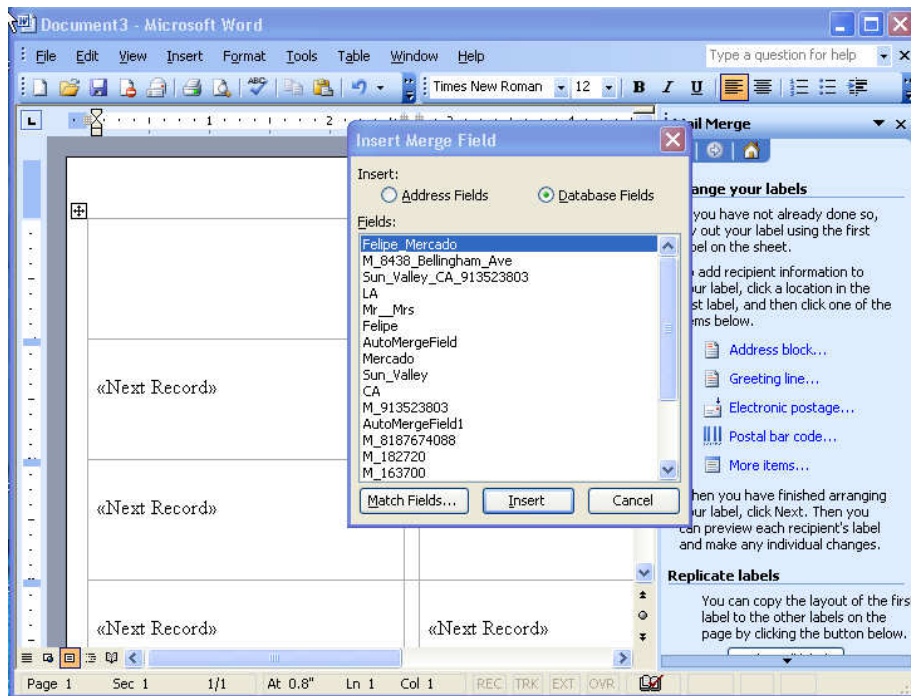 Document3 - Microsoft Word
File Edit View Insert Format Tools Table Window Help
Type a question for help
Times New Roman 12 B I U
1 2 3 4
Mail Merge
Insert Merge Field
Insert:
Address Fields Database Fields
Fields:
Felipe_Mercado
M_8438_Bellingham_Ave
Sun_Valley_CA_913523803
LA
Mr__Mrs
Felipe
AutoMergeField
Mercado
Sun_Valley
CA
M_913523803
AutoMergeField1
M_8187674088
M_182720
M_163700
Match Fields... Insert Cancel
«Next Record»
«Next Record»
«Next Record» «Next Record»
your labels
you have not already done so,
out your label using the first
on the sheet.
add recipient information to
label, click a location in the
label, and then click one of the
below.
Address block...
Greeting line...
Electronic postage...
Postal bar code...
More items...
you have finished arranging
label, click Next. Then you
can preview each recipient's label
and make any individual changes.
Replicate labels
You can copy the layout of the
label to the other labels on the
page by clicking the button below.
Page 1 Sec 1 1/1 At 0.8" Ln 1 Col 1 REC TRK EXT OVR